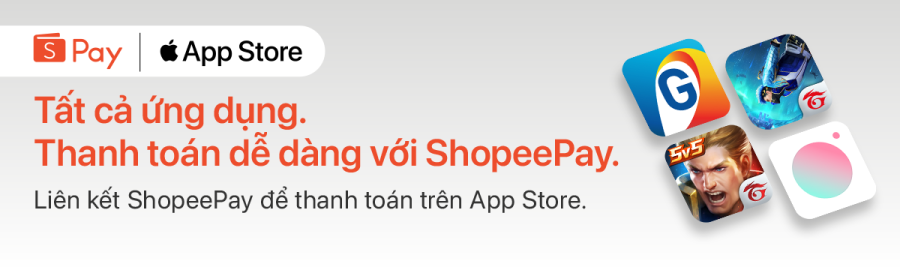 S Pay
App Store
Tất cả ứng dụng.
Thanh toán dễ dàng với ShopeePay.
Liên kết ShopeePay để thanh toán trên App Store.
G
5v5